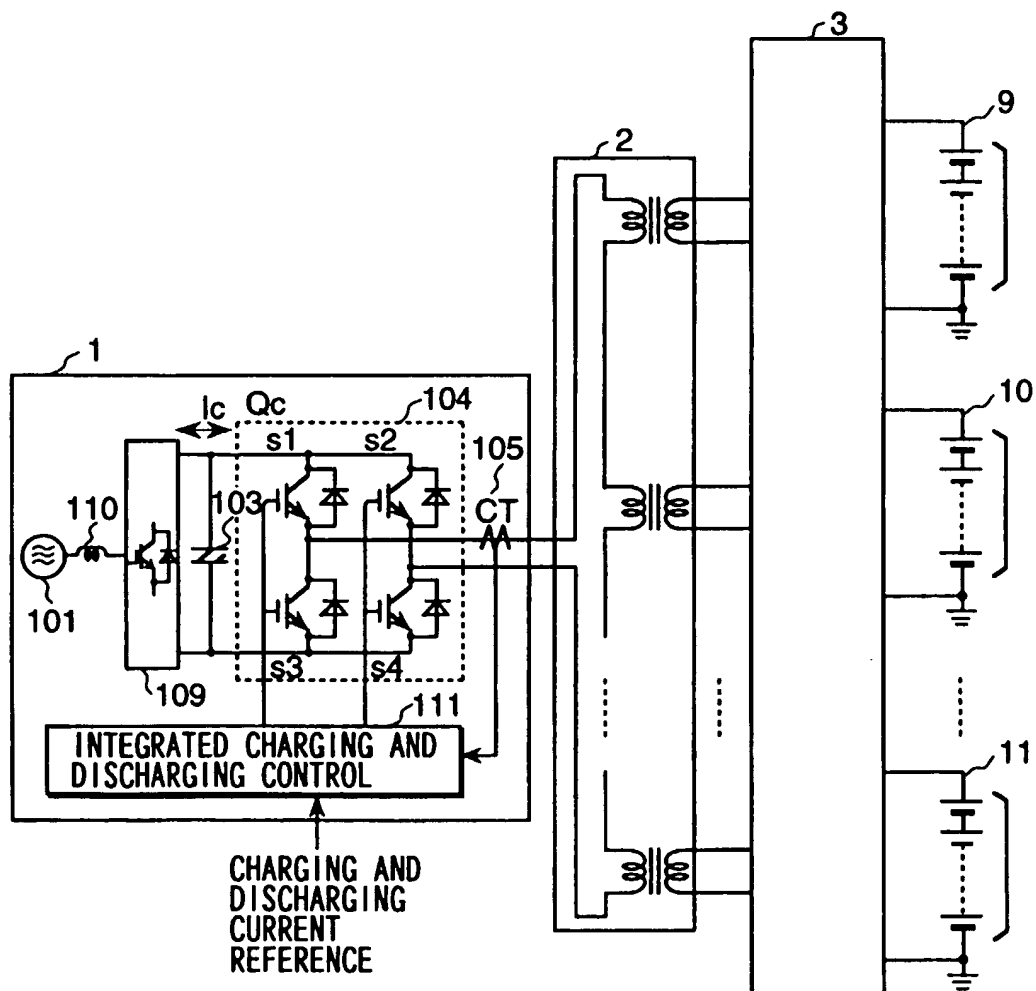 3
9
2
1
Ic
Qc
104
s1
s2
105
CT
10
110
103
101
s3
s4
109
111
INTEGRATED CHARGING AND
DISCHARGING CONTROL
11
CHARGING AND
DISCHARGING
CURRENT
REFERENCE